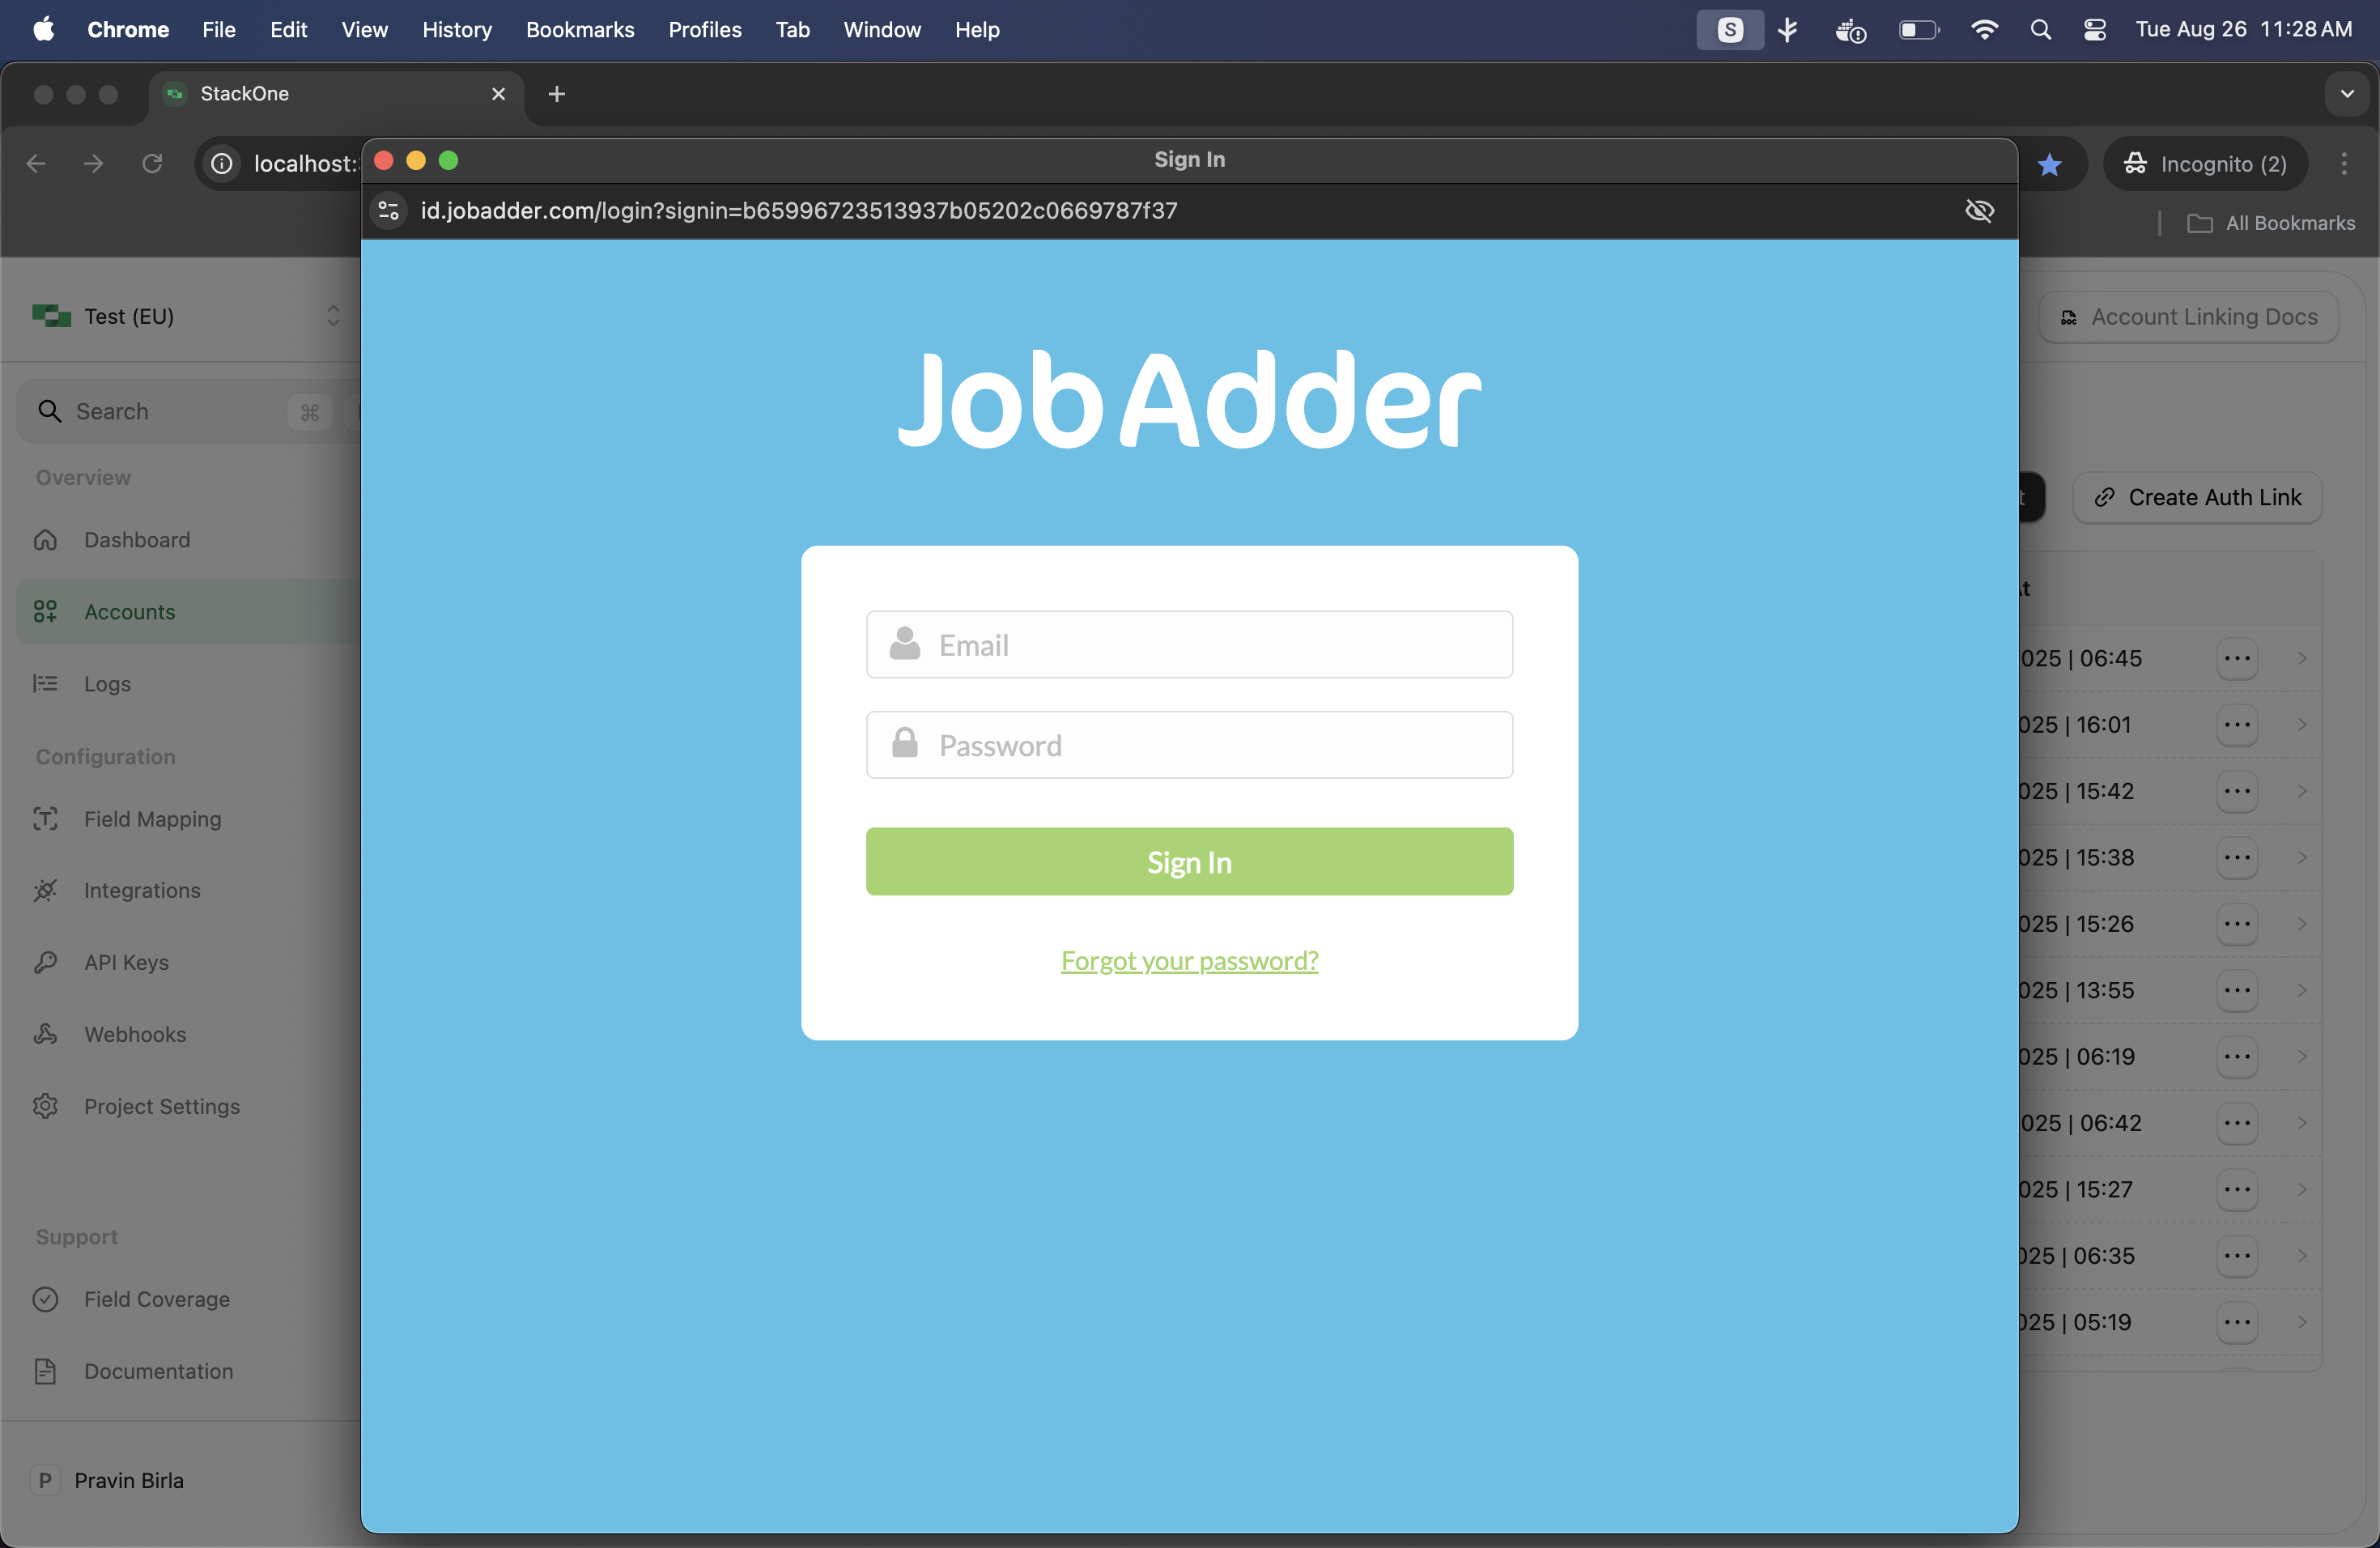 Chrome File Edit View History Bookmarks Profiles Tab Window Help
S
Tue Aug 26 11:28 AM
StackOne
localhost:
Sign In
Incognito (2)
id.jobadder.com/login?signin=b65996723513937b05202c0669787f37
All Bookmarks
Test (EU)
Account Linking Docs
JobAdder
Search ⌘
Overview
Create Auth Link
Dashboard
Accounts
Logs
Email
Password
Sign In
Forgot your password?
Configuration
Field Mapping
Integrations
API Keys
Webhooks
Project Settings
Support
Field Coverage
Documentation
P Pravin Birla
025 | 06:45
025 | 16:01
025 | 15:42
025 | 15:38
025 | 15:26
025 | 13:55
025 | 06:19
025 | 06:42
025 | 15:27
025 | 06:35
025 | 05:19